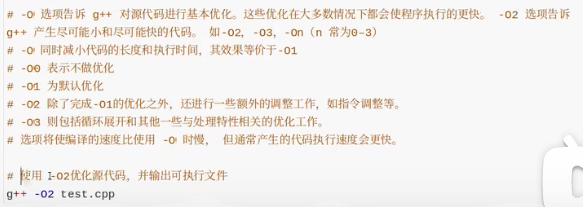 # -O 选项告诉 g++ 对源代码进行基本优化。这些优化在大多数情况下都会使程序执行的更快。 -O2 选项告诉
g++ 产生尽可能小和尽可能快的代码。 如-O2，-O3，-On（n 常为0–3）
# -O 同时减小代码的长度和执行时间，其效果等价于-O1
# -O0 表示不做优化
# -O1 为默认优化
# -O2 除了完成-O1的优化之外，还进行一些额外的调整工作，如指令调整等。
# -O3 则包括循环展开和其他一些与处理特性相关的优化工作。
# 选项将使编译的速度比使用 -O 时慢， 但通常产生的代码执行速度会更快。
# 使用 -O2优化源代码，并输出可执行文件
g++ -O2 test.cpp